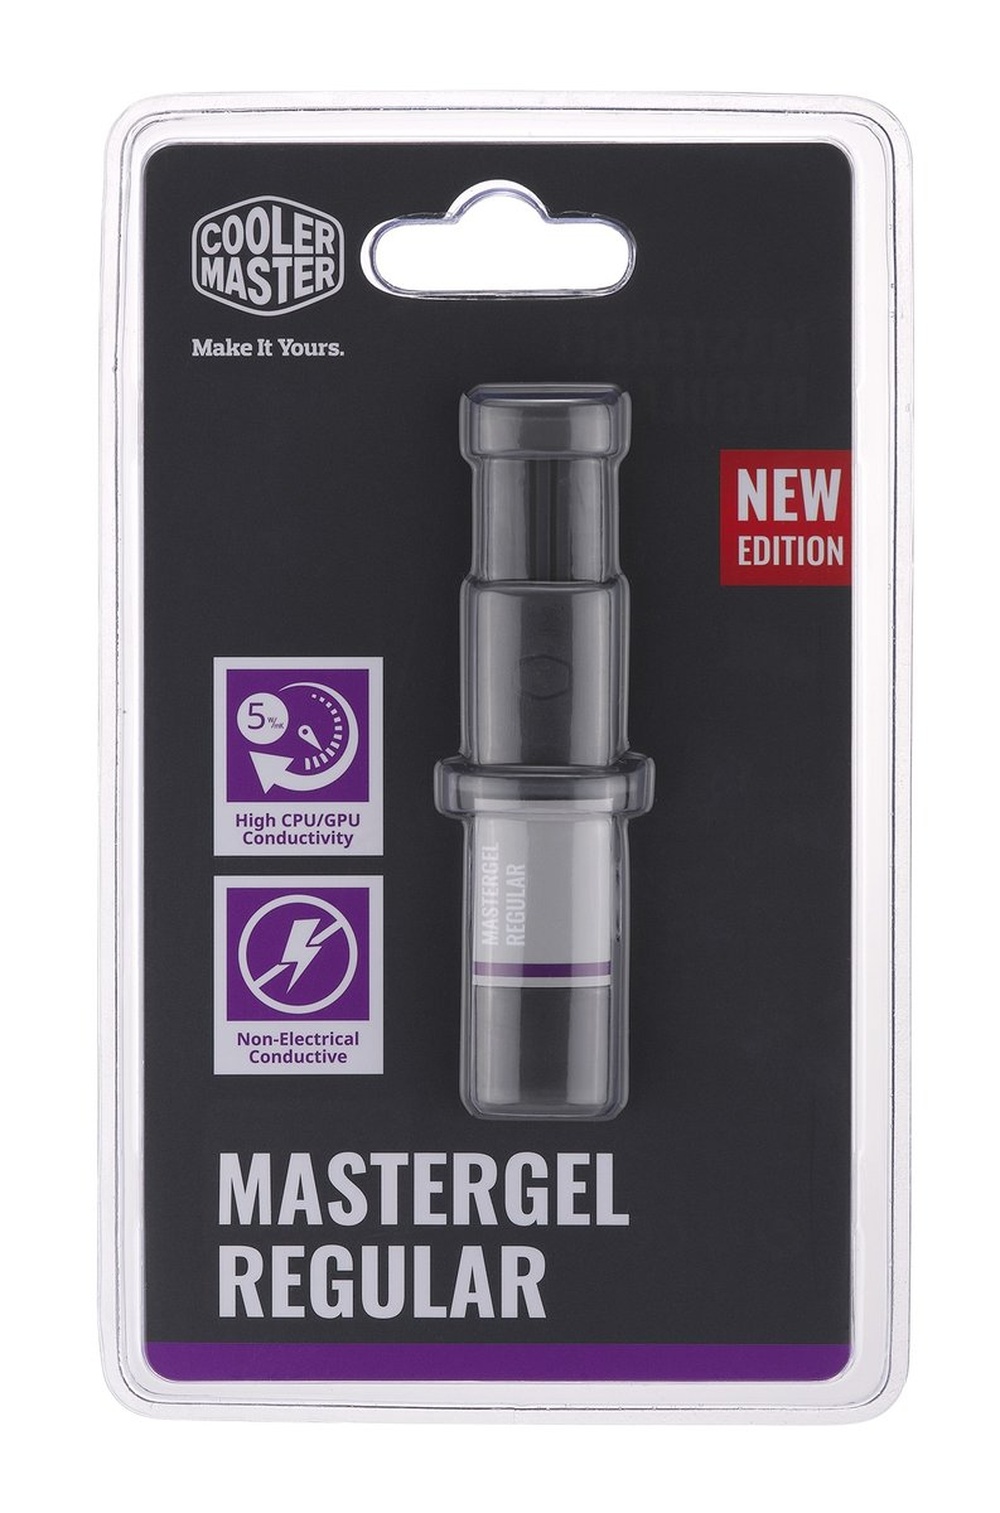 COOLER
MASTER
Make It Yours.
NEW
EDITION
5 W/mK
High CPU/GPU
Conductivity
MASTERGEL
REGULAR
Non-Electrical
Conductive
MASTERGEL
REGULAR